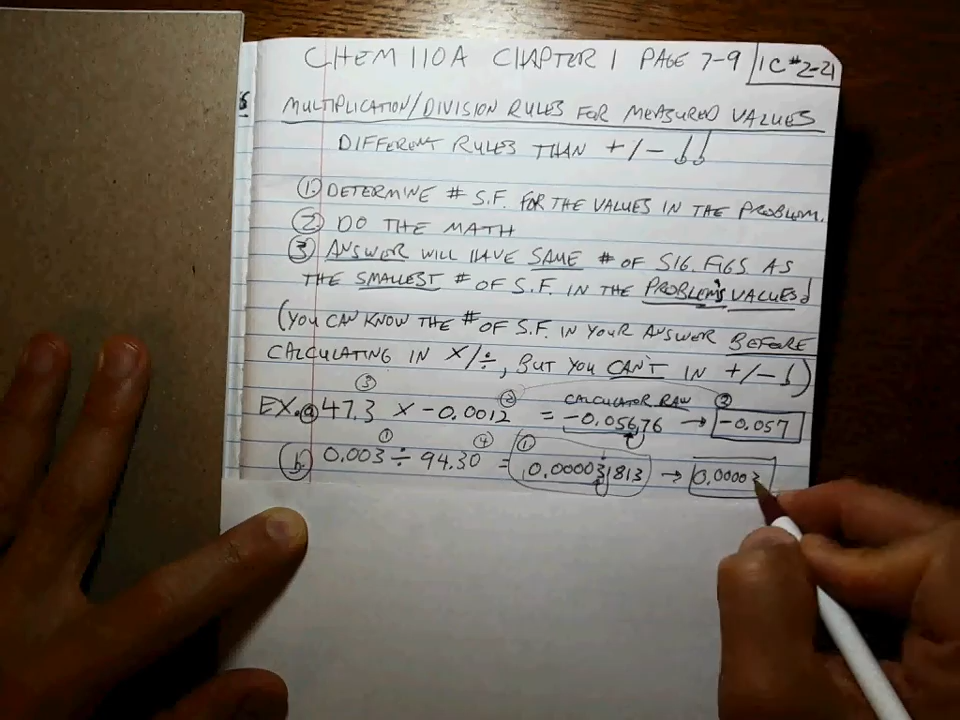 CHEM 110A CHAPTER 1 PAGE 7-9 1C #2-21
MULTIPLICATION/DIVISION RULES FOR MEASURED VALUES
DIFFERENT RULES THAN +/- ↓↓
① DETERMINE # S.F. FOR THE VALUES IN THE PROBLEM.
② DO THE MATH
③ ANSWER WILL HAVE SAME # OF SIG. FIGS AS
THE SMALLEST # OF S.F. IN THE PROBLEM'S VALUES!
(YOU CAN KNOW THE # OF S.F. IN YOUR ANSWER BEFORE
CALCULATING IN X/÷, BUT YOU CAN'T IN +/- !)
③ ② CALCULATOR RAW ②
EX. ⓐ 47.3 X -0.0012 = -0.05676 → -0.057
① ④ ①
ⓑ 0.003 ÷ 94.30 = 0.000031813 → 0.00003